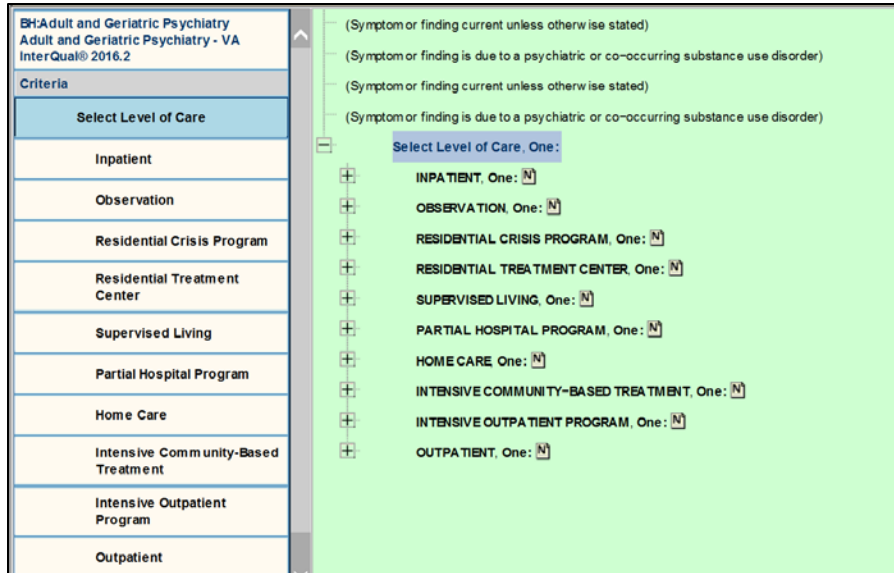 BH:Adult and Geriatric Psychiatry
Adult and Geriatric Psychiatry - VA
InterQual® 2016.2
Criteria
Select Level of Care
Inpatient
Observation
Residential Crisis Program
Residential Treatment
Center
Supervised Living
Partial Hospital Program
Home Care
Intensive Community-Based
Treatment
Intensive Outpatient
Program
Outpatient
(Symptom or finding current unless otherwise stated)
(Symptom or finding is due to a psychiatric or co-occurring substance use disorder)
(Symptom or finding current unless otherwise stated)
(Symptom or finding is due to a psychiatric or co-occurring substance use disorder)
Select Level of Care, One:
INPATIENT, One: N
OBSERVATION, One: N
RESIDENTIAL CRISIS PROGRAM, One: N
RESIDENTIAL TREATMENT CENTER, One: N
SUPERVISED LIVING, One: N
PARTIAL HOSPITAL PROGRAM, One: N
HOME CARE, One: N
INTENSIVE COMMUNITY-BASED TREATMENT, One: N
INTENSIVE OUTPATIENT PROGRAM, One: N
OUTPATIENT, One: N